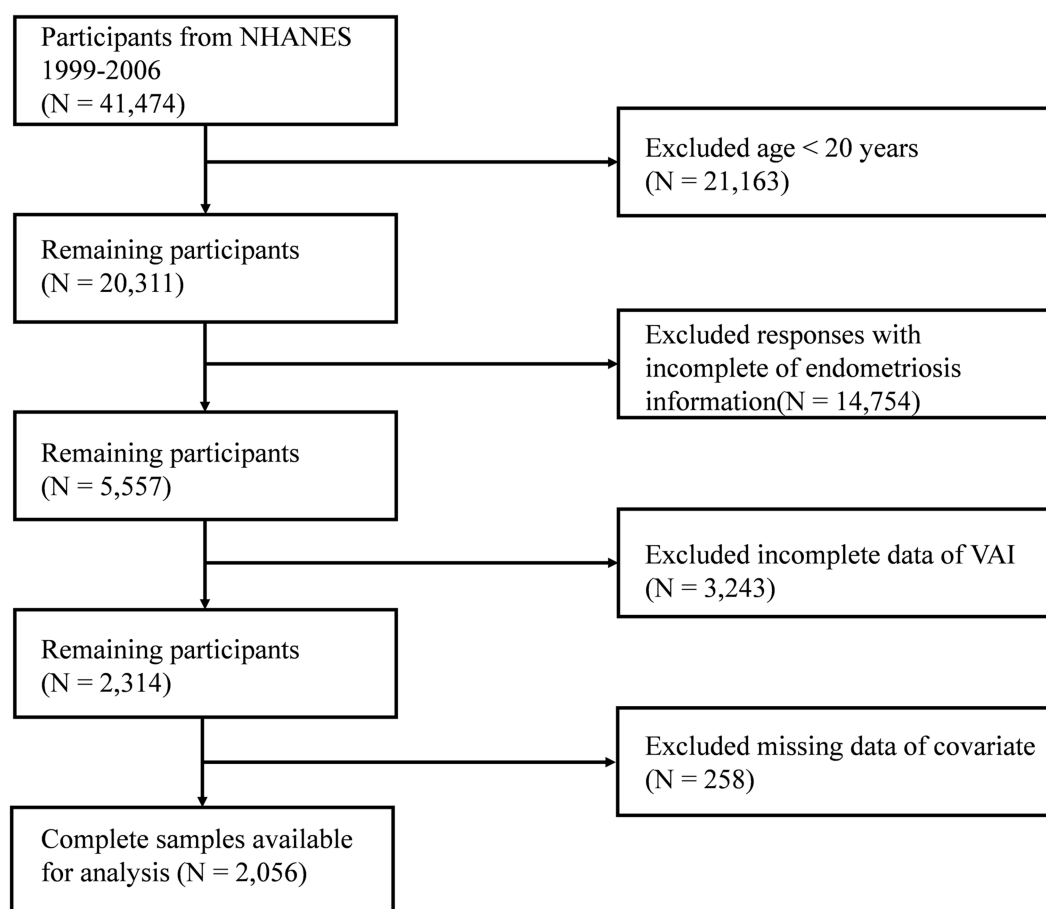 Participants from NHANES
1999-2006
(N = 41,474)
Excluded age < 20 years
(N = 21,163)
Remaining participants
(N = 20,311)
Excluded responses with
incomplete of endometriosis
information(N = 14,754)
Remaining participants
(N = 5,557)
Excluded incomplete data of VAI
(N = 3,243)
Remaining participants
(N = 2,314)
Excluded missing data of covariate
(N = 258)
Complete samples available
for analysis (N = 2,056)